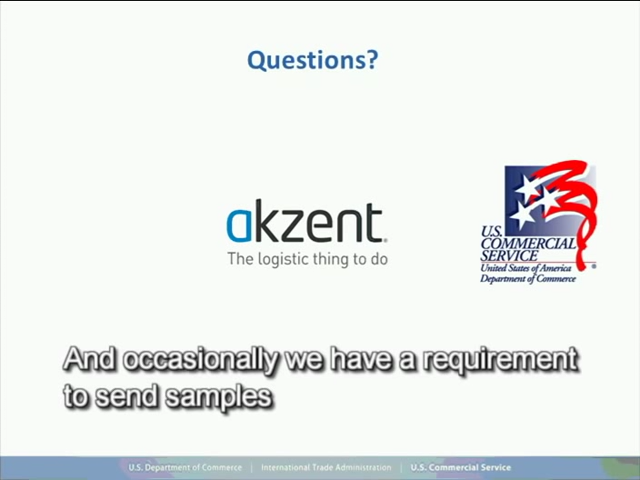 Questions?
akzent
The logistic thing to do
U.S.
COMMERCIAL
SERVICE
United States of America
Department of Commerce
And occasionally we have a requirement
to send samples
U.S. Department of Commerce | International Trade Administration | U.S. Commercial Service